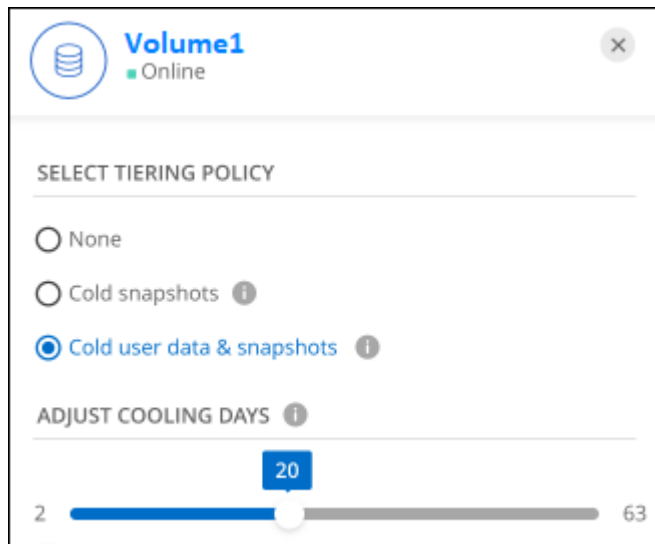 Volume1
Online
SELECT TIERING POLICY
None
Cold snapshots i
Cold user data & snapshots i
ADJUST COOLING DAYS i
20
2 63